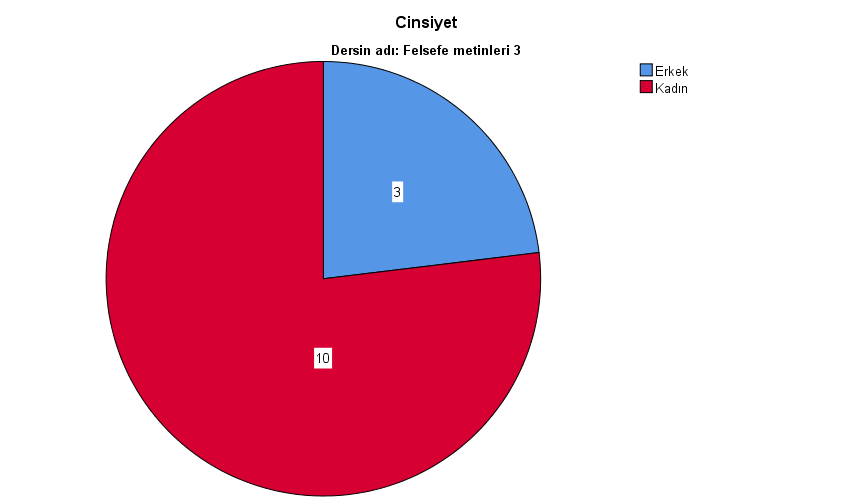 Cinsiyet
Dersin adı: Felsefe metinleri 3
Erkek
Kadın
3
10